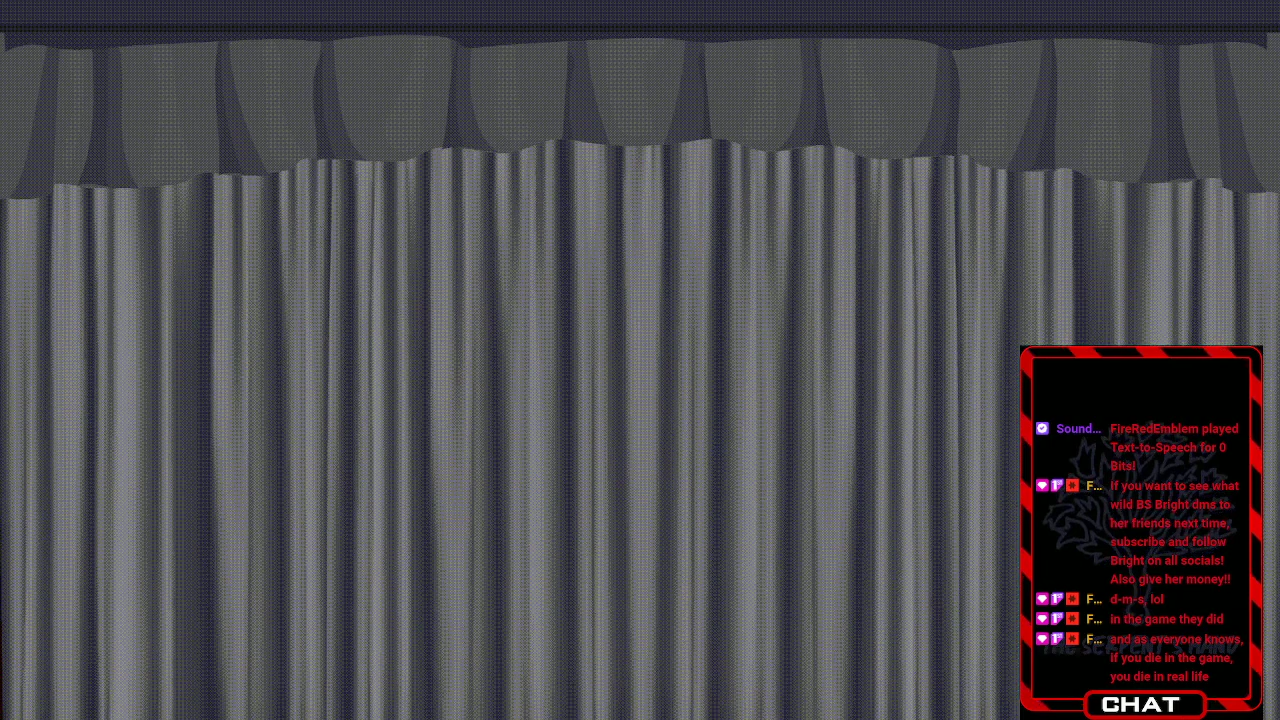 Sound... FireRedEmblem played
Text-to-Speech for 0
Bits!
F... If you want to see what
wild BS Bright dms to
her friends next time,
subscribe and follow
Bright on all socials!
Also give her money!!
F... d-m-s, lol
F... in the game they did
F... and as everyone knows,
if you die in the game,
you die in real life
THE SERPENT'S HAND
CHAT